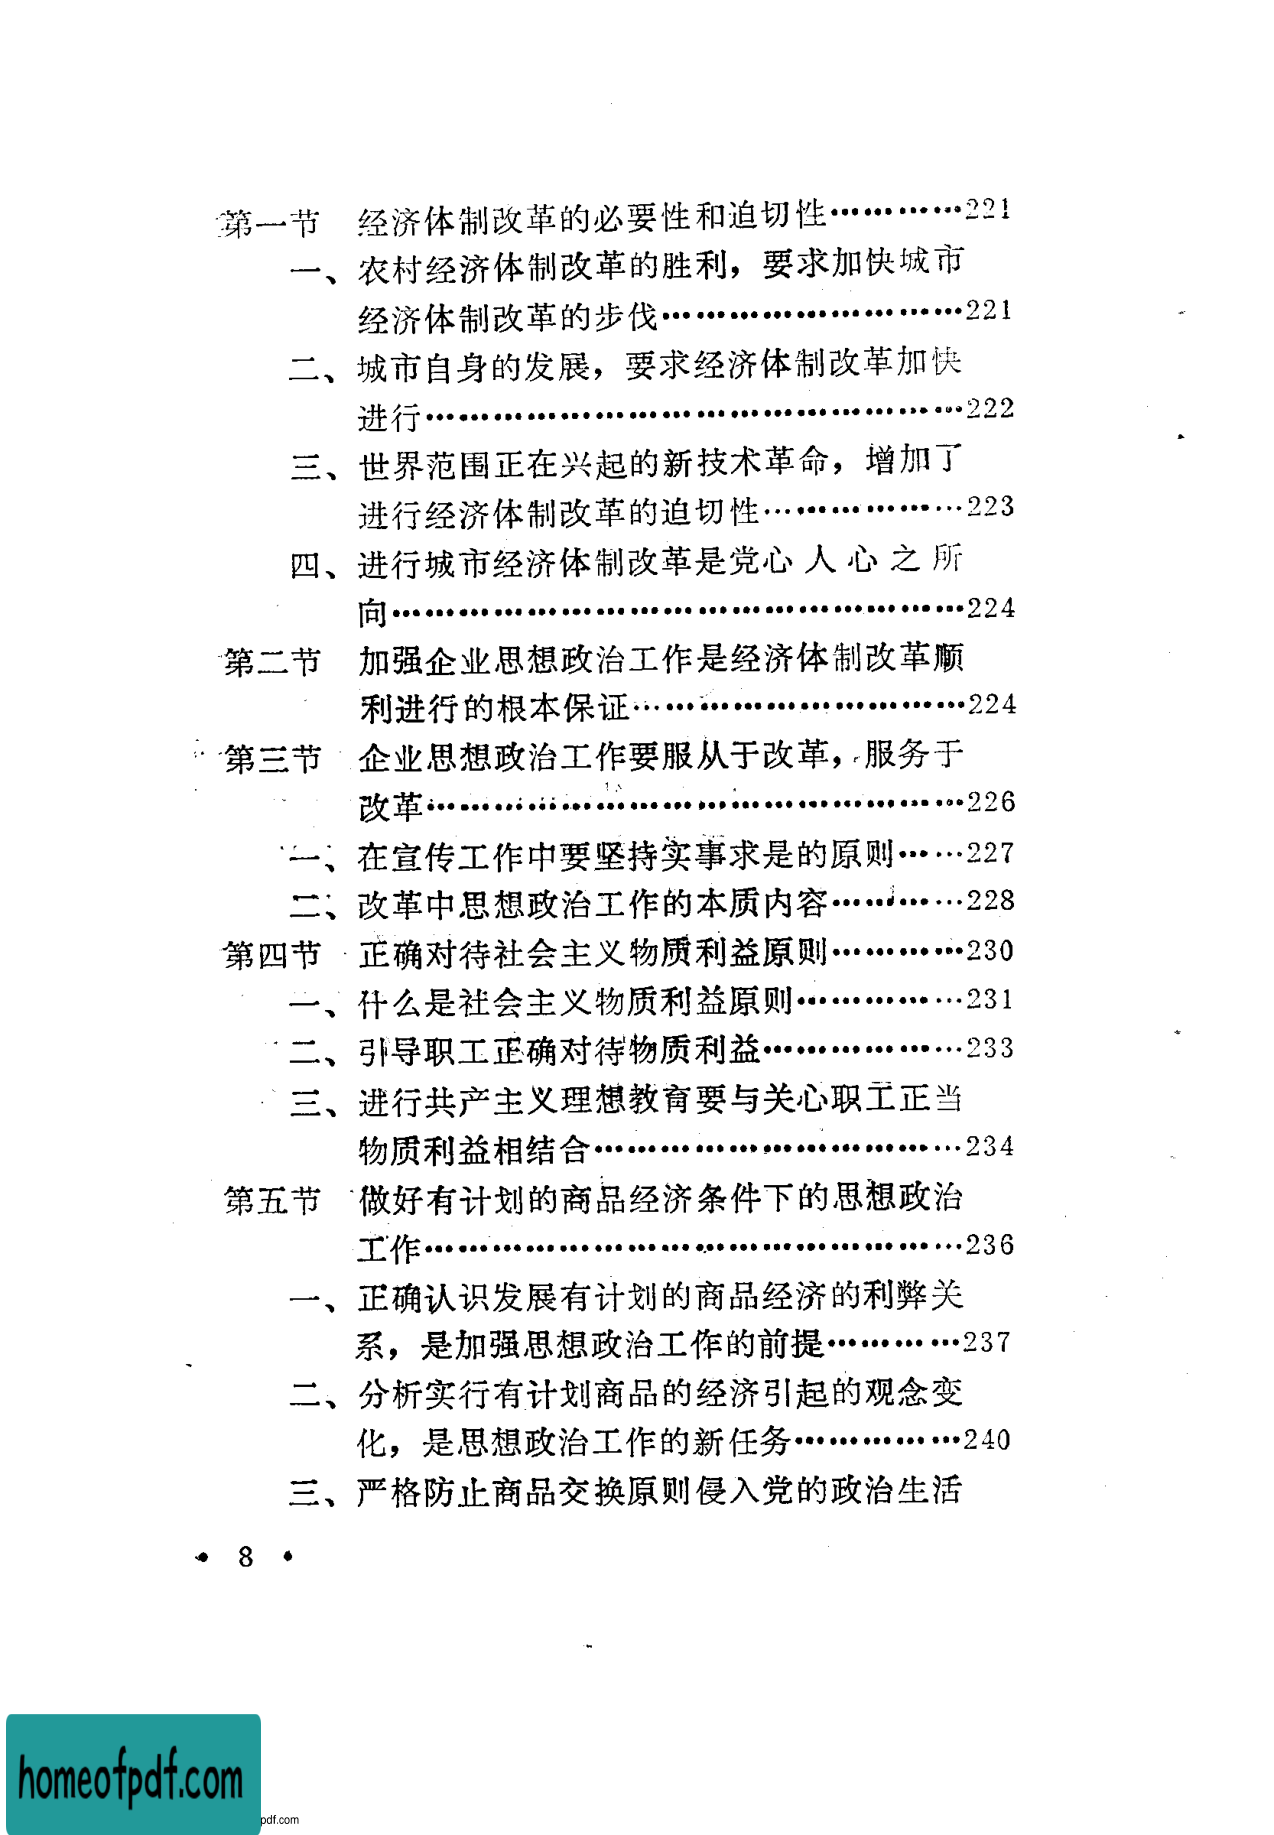 第一节 经济体制改革的必要性和迫切性…………221
一、农村经济体制改革的胜利，要求加快城市
经济体制改革的步伐………………………221
二、城市自身的发展，要求经济体制改革加快
进行……………………………………………222
三、世界范围正在兴起的新技术革命，增加了
进行经济体制改革的迫切性………………223
四、进行城市经济体制改革是党心人心之所
向………………………………………………224
第二节 加强企业思想政治工作是经济体制改革顺
利进行的根本保证…………………………224
第三节 企业思想政治工作要服从于改革，服务于
改革……………………………………………226
一、在宣传工作中要坚持实事求是的原则……227
二、改革中思想政治工作的本质内容…………228
第四节 正确对待社会主义物质利益原则…………230
一、什么是社会主义物质利益原则……………231
二、引导职工正确对待物质利益………………233
三、进行共产主义理想教育要与关心职工正当
物质利益相结合……………………………234
第五节 做好有计划的商品经济条件下的思想政治
工作……………………………………………236
一、正确认识发展有计划的商品经济的利弊关
系，是加强思想政治工作的前提…………237
二、分析实行有计划商品的经济引起的观念变
化，是思想政治工作的新任务……………240
三、严格防止商品交换原则侵入党的政治生活
• 8 •
homeofpdf.com
pdf.com